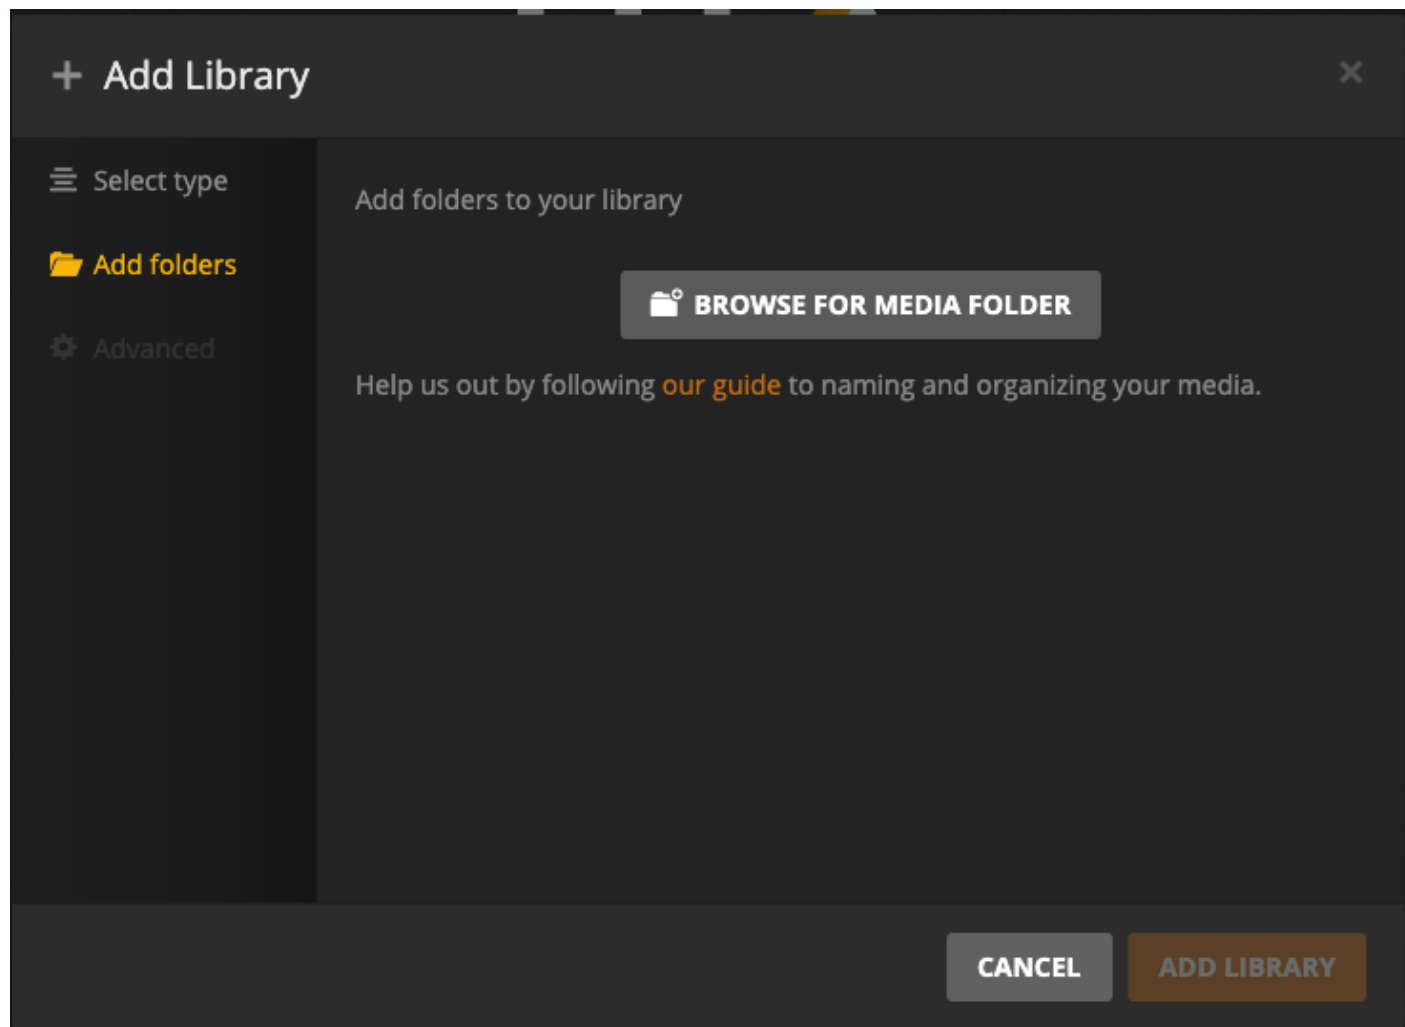 Add Library
Select type
Add folders
Advanced
Add folders to your library
BROWSE FOR MEDIA FOLDER
Help us out by following our guide to naming and organizing your media.
CANCEL
ADD LIBRARY